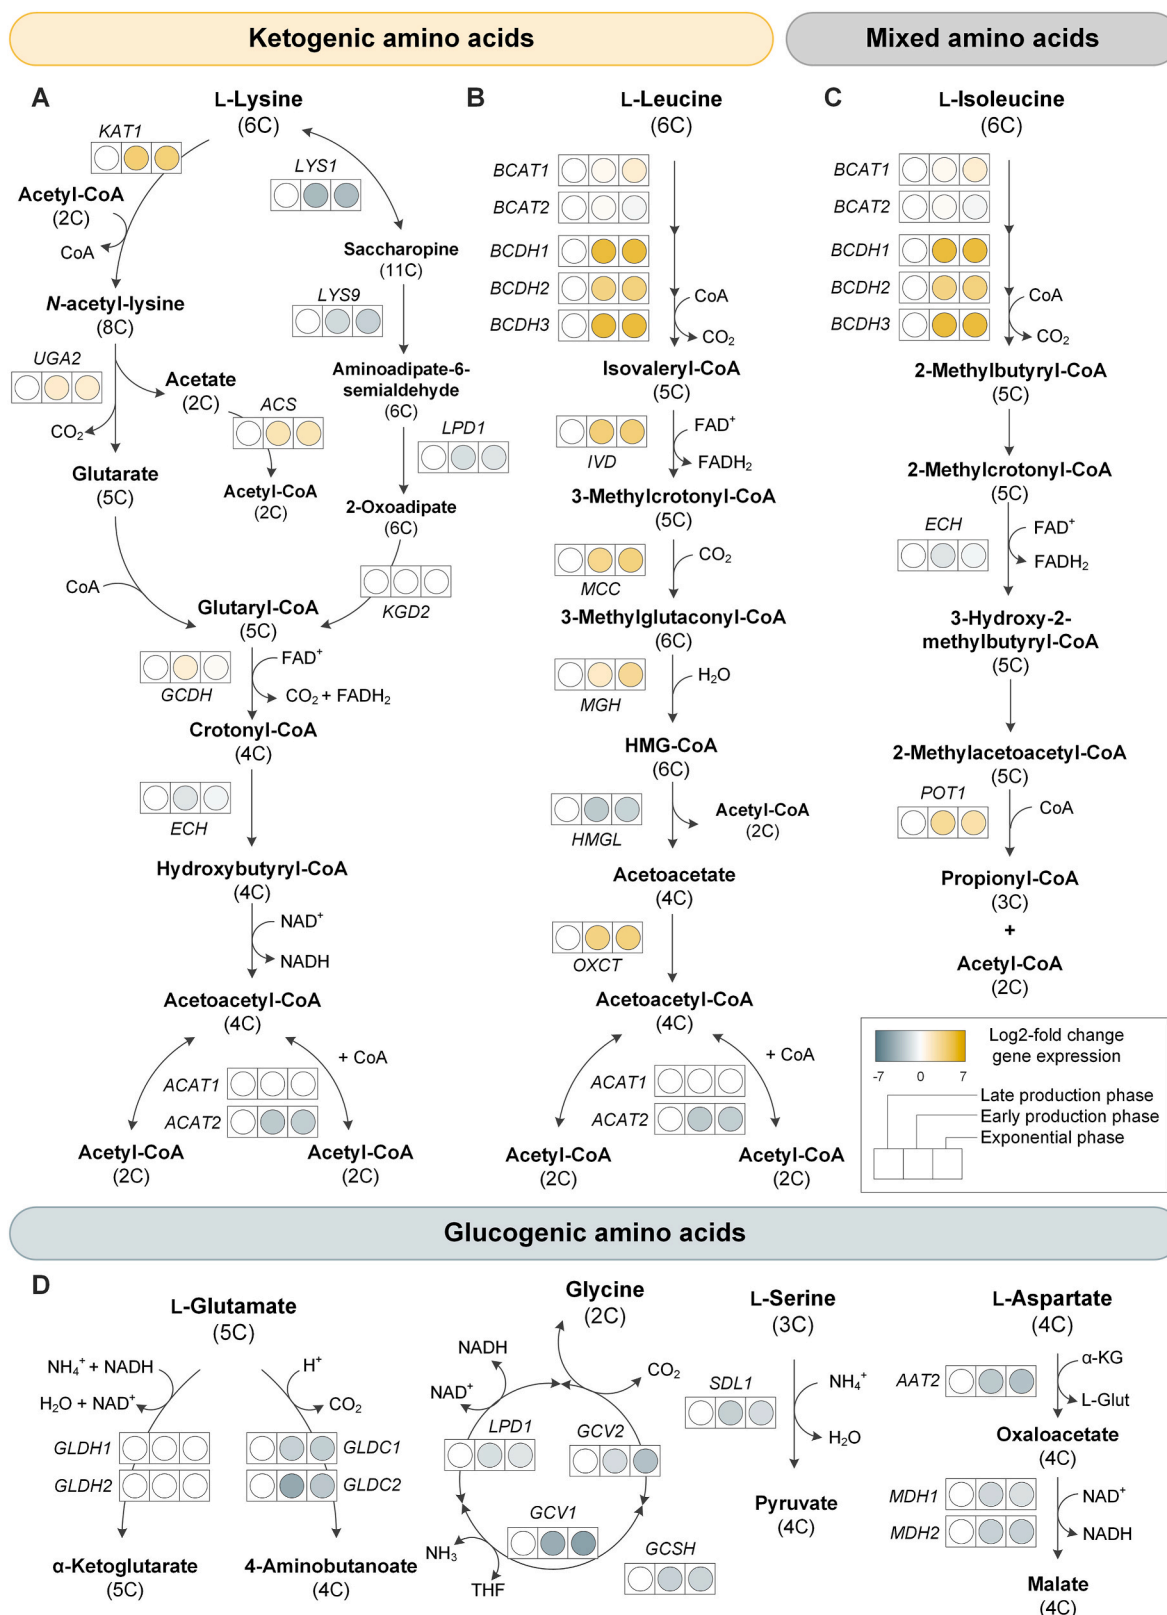 Ketogenic amino acids
Mixed amino acids
A
L-Lysine
(6C)
KAT1
LYS1
Acetyl-CoA
(2C)
CoA
Saccharopine
(11C)
N-acetyl-lysine
(8C)
LYS9
UGA2
Acetate
(2C)
ACS
CO2
Aminoadipate-6-
semialdehyde
(6C)
LPD1
Glutarate
(5C)
Acetyl-CoA
(2C)
2-Oxoadipate
(6C)
CoA
KGD2
Glutaryl-CoA
(5C)
FAD+
GCDH
CO2 + FADH2
Crotonyl-CoA
(4C)
ECH
Hydroxybutyryl-CoA
(4C)
NAD+
NADH
Acetoacetyl-CoA
(4C)
+ CoA
ACAT1
ACAT2
Acetyl-CoA
(2C)
Acetyl-CoA
(2C)
B
L-Leucine
(6C)
BCAT1
BCAT2
BCDH1
BCDH2
BCDH3
CoA
CO2
Isovaleryl-CoA
(5C)
FAD+
IVD
FADH2
3-Methylcrotonyl-CoA
(5C)
CO2
MCC
3-Methylglutaconyl-CoA
(6C)
H2O
MGH
HMG-CoA
(6C)
HMGL
Acetyl-CoA
(2C)
Acetoacetate
(4C)
OXCT
Acetoacetyl-CoA
(4C)
+ CoA
ACAT1
ACAT2
Acetyl-CoA
(2C)
Acetyl-CoA
(2C)
C
L-Isoleucine
(6C)
BCAT1
BCAT2
BCDH1
BCDH2
BCDH3
CoA
CO2
2-Methylbutyryl-CoA
(5C)
2-Methylcrotonyl-CoA
(5C)
ECH
FAD+
FADH2
3-Hydroxy-2-
methylbutyryl-CoA
(5C)
2-Methylacetoacetyl-CoA
(5C)
POT1
CoA
Propionyl-CoA
(3C)
+
Acetyl-CoA
(2C)
Log2-fold change
gene expression
-7 0 7
Late production phase
Early production phase
Exponential phase
Glucogenic amino acids
D
L-Glutamate
(5C)
NH4+ + NADH
H2O + NAD+
H+
CO2
GLDH1
GLDH2
GLDC1
GLDC2
α-Ketoglutarate
(5C)
4-Aminobutanoate
(4C)
Glycine
(2C)
NADH
NAD+
CO2
LPD1
GCV2
GCV1
NH3
THF
GCSH
L-Serine
(3C)
SDL1
NH4+
H2O
Pyruvate
(4C)
L-Aspartate
(4C)
AAT2
α-KG
L-Glut
Oxaloacetate
(4C)
MDH1
MDH2
NAD+
NADH
Malate
(4C)